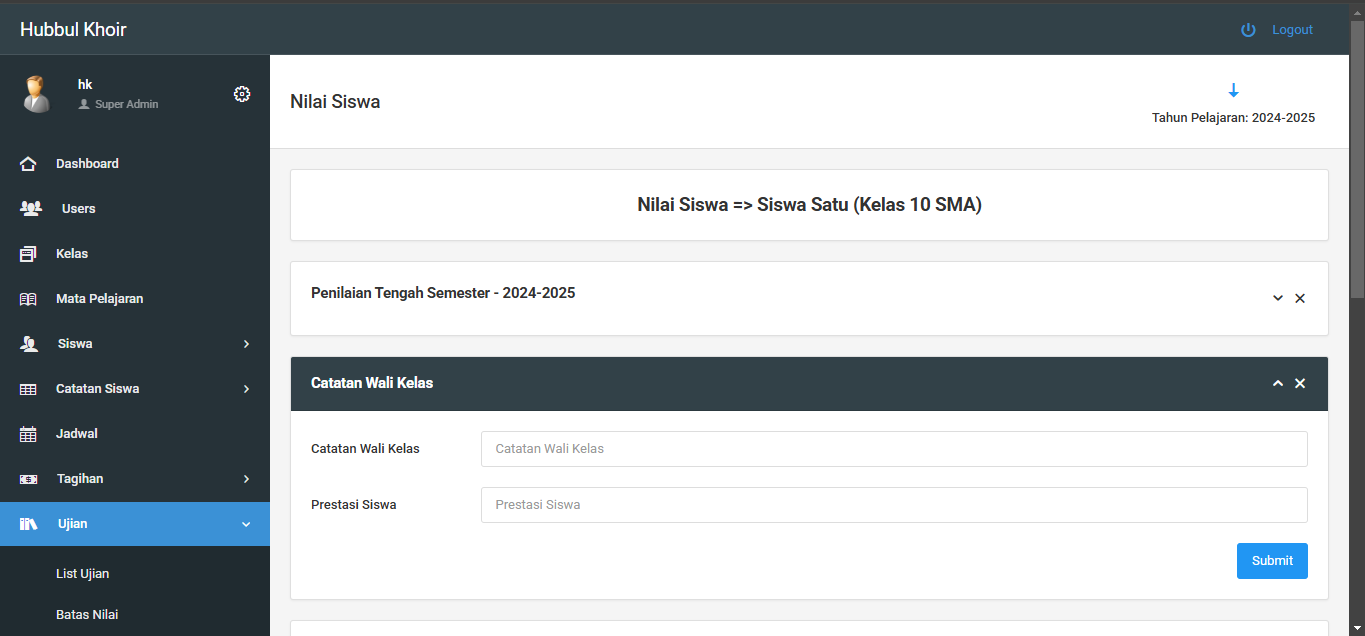 Hubbul Khoir
Logout
hk
Super Admin
Dashboard
Users
Kelas
Mata Pelajaran
Siswa
Catatan Siswa
Jadwal
Tagihan
Ujian
List Ujian
Batas Nilai
Nilai Siswa
Tahun Pelajaran: 2024-2025
Nilai Siswa => Siswa Satu (Kelas 10 SMA)
Penilaian Tengah Semester - 2024-2025
Catatan Wali Kelas
Catatan Wali Kelas Catatan Wali Kelas
Prestasi Siswa Prestasi Siswa
Submit